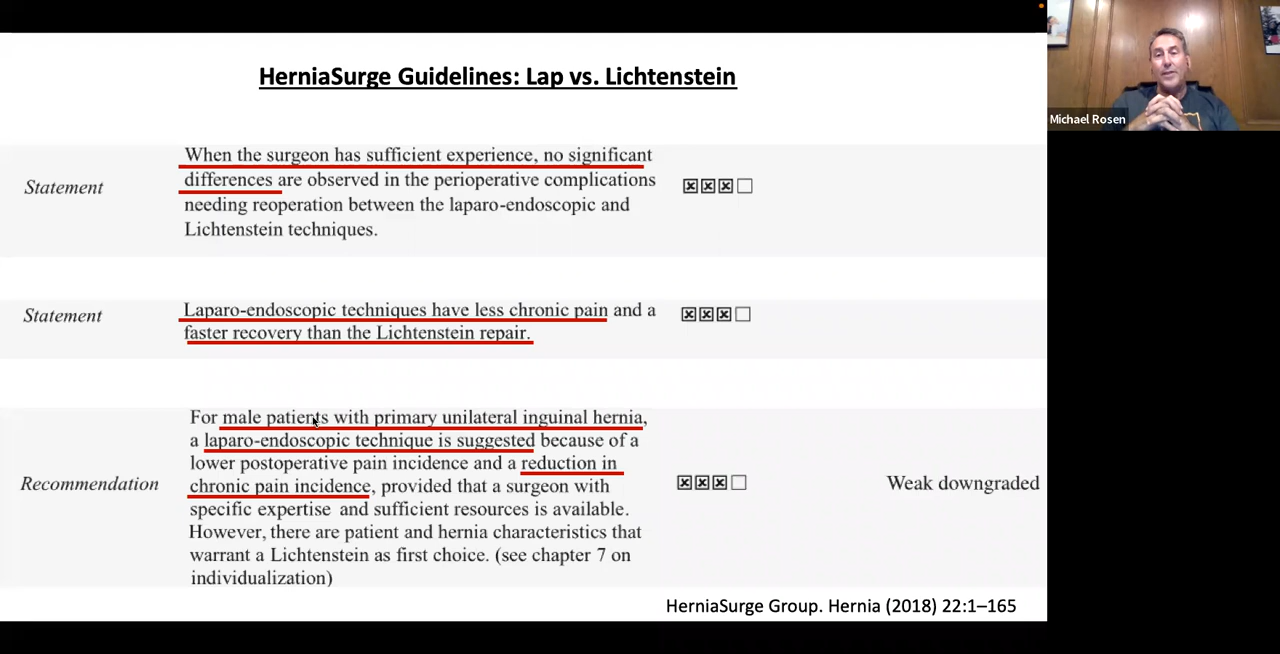 HerniaSurge Guidelines: Lap vs. Lichtenstein
Michael Rosen
Statement
When the surgeon has sufficient experience, no significant
differences are observed in the perioperative complications
needing reoperation between the laparo-endoscopic and
Lichtenstein techniques.
Statement
Laparo-endoscopic techniques have less chronic pain and a
faster recovery than the Lichtenstein repair.
Recommendation
For male patients with primary unilateral inguinal hernia,
a laparo-endoscopic technique is suggested because of a
lower postoperative pain incidence and a reduction in
chronic pain incidence, provided that a surgeon with
specific expertise and sufficient resources is available.
However, there are patient and hernia characteristics that
warrant a Lichtenstein as first choice. (see chapter 7 on
individualization)
Weak downgraded
HerniaSurge Group. Hernia (2018) 22:1–165